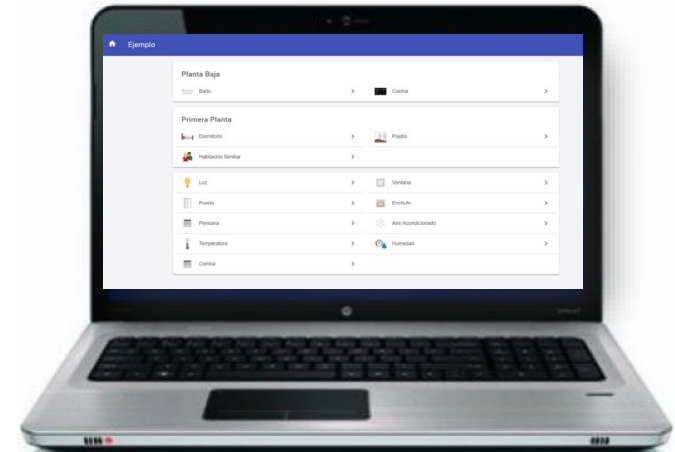 Ejemplo
Planta Baja
Baño
Cocina
Primera Planta
Dormitorio
Pasillo
Habitación familiar
Luz
Ventana
Puerta
Enchufe
Persiana
Aire Acondicionado
Temperatura
Humedad
Cortina